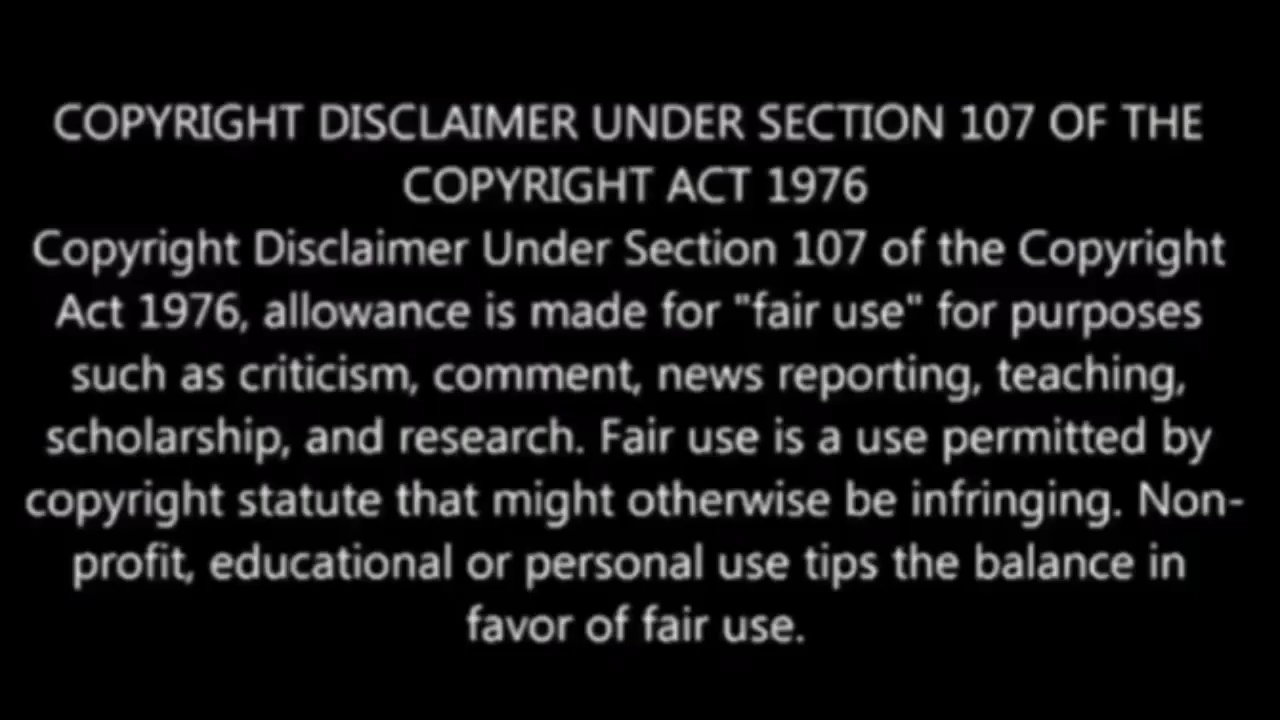 COPYRIGHT DISCLAIMER UNDER SECTION 107 OF THE
COPYRIGHT ACT 1976
Copyright Disclaimer Under Section 107 of the Copyright
Act 1976, allowance is made for "fair use" for purposes
such as criticism, comment, news reporting, teaching,
scholarship, and research. Fair use is a use permitted by
copyright statute that might otherwise be infringing. Non-
profit, educational or personal use tips the balance in
favor of fair use.